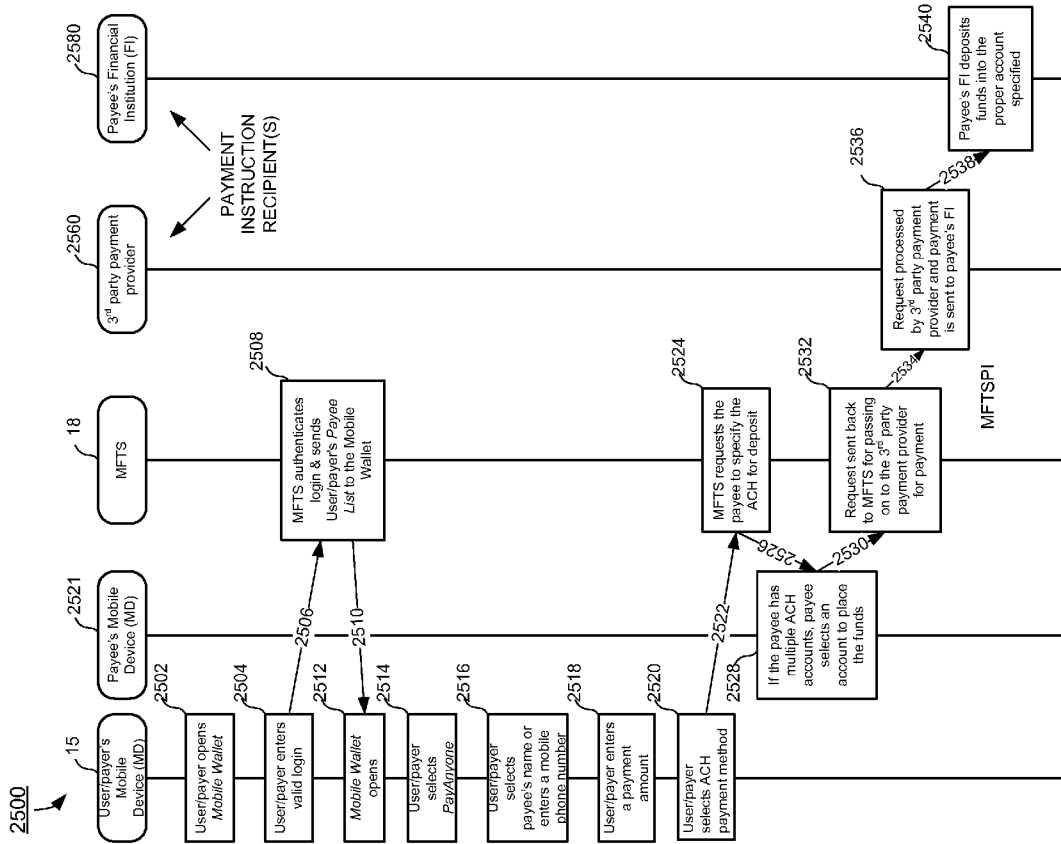 2500
15
User/payer's
Mobile
Device (MD)
2521
Payee's Mobile
Device (MD)
18
MFTS
2560
3rd party payment
provider
2580
Payee's Financial
Institution (FI)
PAYMENT
INSTRUCTION
RECIPIENT(S)
2502
User/payer opens
Mobile Wallet
2504
User/payer enters
valid login
2506
2508
MFTS authenticates
login & sends
User/payer's Payee
List to the Mobile
Wallet
2510
2512
Mobile Wallet
opens
2514
User/payer
selects
PayAnyone
2516
User/payer
selects
payee's name or
enters a mobile
phone number
2518
User/payer enters
a payment
amount
2520
User/payer
selects ACH
payment method
2522
2524
MFTS requests the
payee to specify the
ACH for deposit
2526
2528
If the payee has
multiple ACH
accounts, payee
selects an
account to place
the funds
2530
2532
Request sent back
to MFTS for passing
on to the 3rd party
payment provider
for payment
2534
MFTSPI
2536
Request processed
by 3rd party payment
provider and payment
is sent to payee's FI
2538
2540
Payee's FI deposits
funds into the
proper account
specified